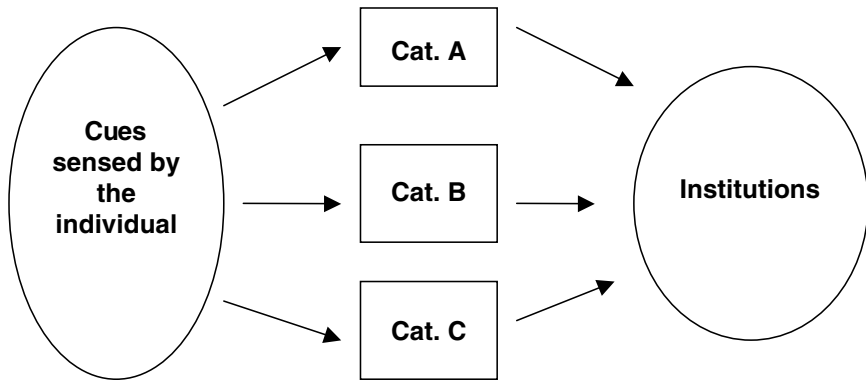 Cues
sensed by
the
individual
Cat. A
Cat. B
Cat. C
Institutions